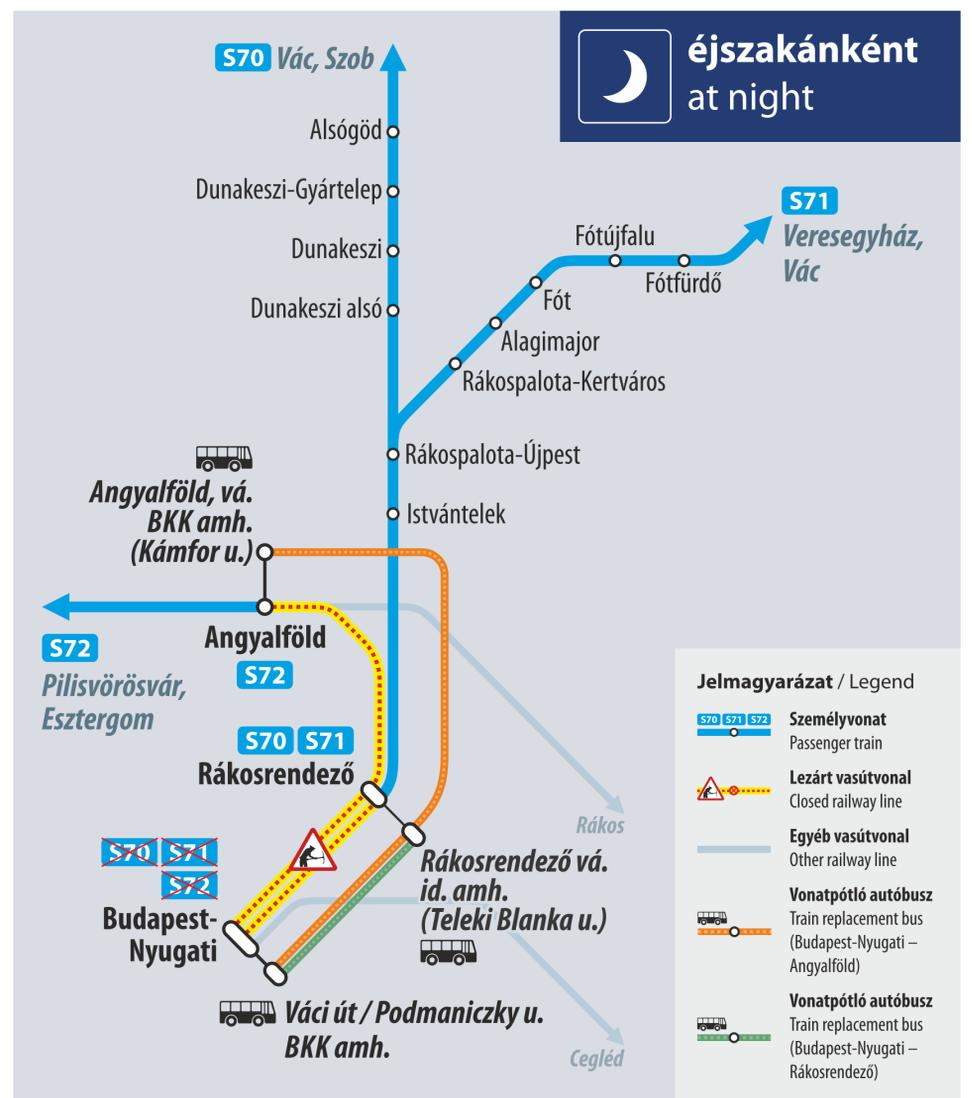 éjszakánként
at night
S70 Vác, Szob
Alsógöd
Dunakeszi-Gyártelep
Dunakeszi
Dunakeszi alsó
S71
Veresegyház,
Vác
Fótújfalu
Fótfürdő
Fót
Alagimajor
Rákospalota-Kertváros
Rákospalota-Újpest
Istvántelek
Angyalföld, vá.
BKK amh.
(Kámfor u.)
Angyalföld
S72
S72
Pilisvörösvár,
Esztergom
S70 S71
Rákosrendező
Rákos
S70 S71
S72
Budapest-
Nyugati
Rákosrendező vá.
id. amh.
(Teleki Blanka u.)
Váci út / Podmaniczky u.
BKK amh.
Cegléd
Jelmagyarázat / Legend
S70 S71 S72
Személyvonat
Passenger train
Lezárt vasútvonal
Closed railway line
Egyéb vasútvonal
Other railway line
Vonatpótló autóbusz
Train replacement bus
(Budapest-Nyugati –
Angyalföld)
Vonatpótló autóbusz
Train replacement bus
(Budapest-Nyugati –
Rákosrendező)